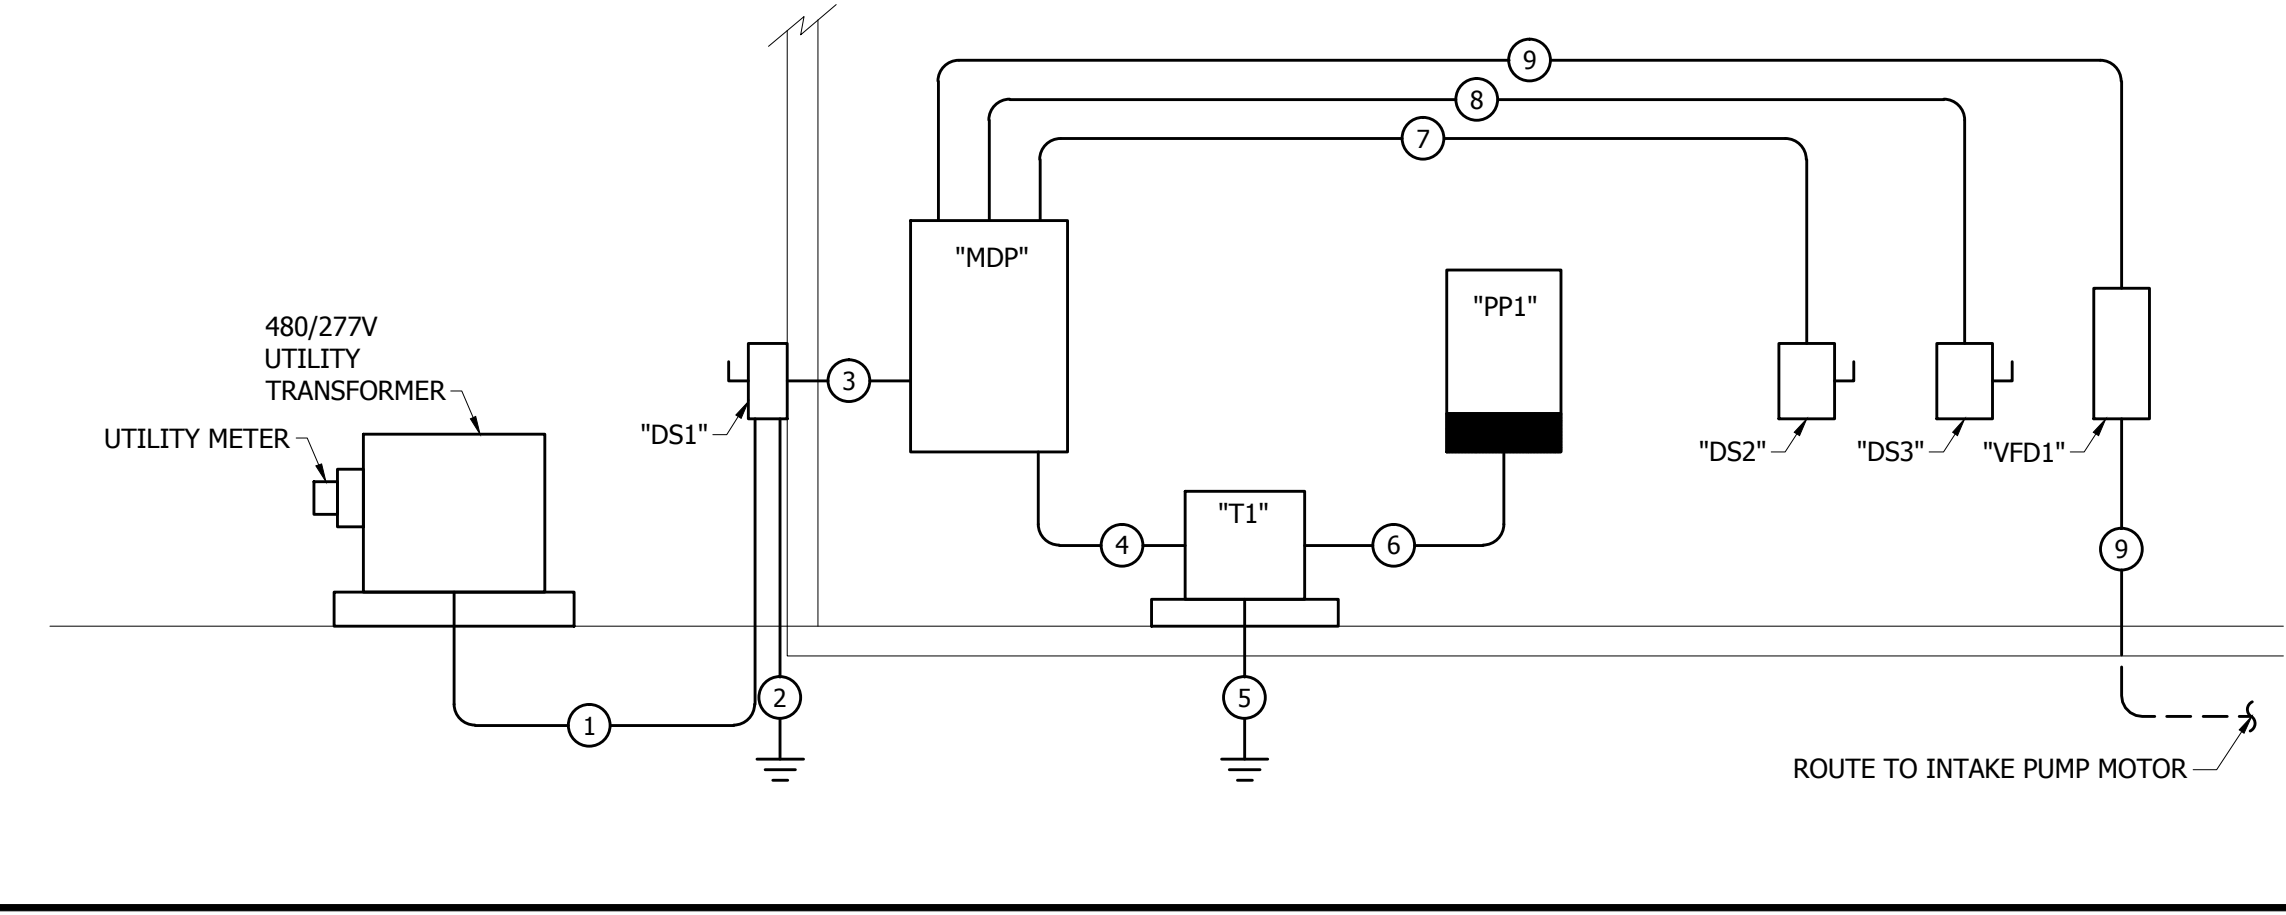 9
8
7
"MDP"
"PP1"
480/277V
UTILITY
TRANSFORMER
3
UTILITY METER
"DS1"
"DS2"
"DS3"
"VFD1"
"T1"
4
6
9
2
5
1
ROUTE TO INTAKE PUMP MOTOR